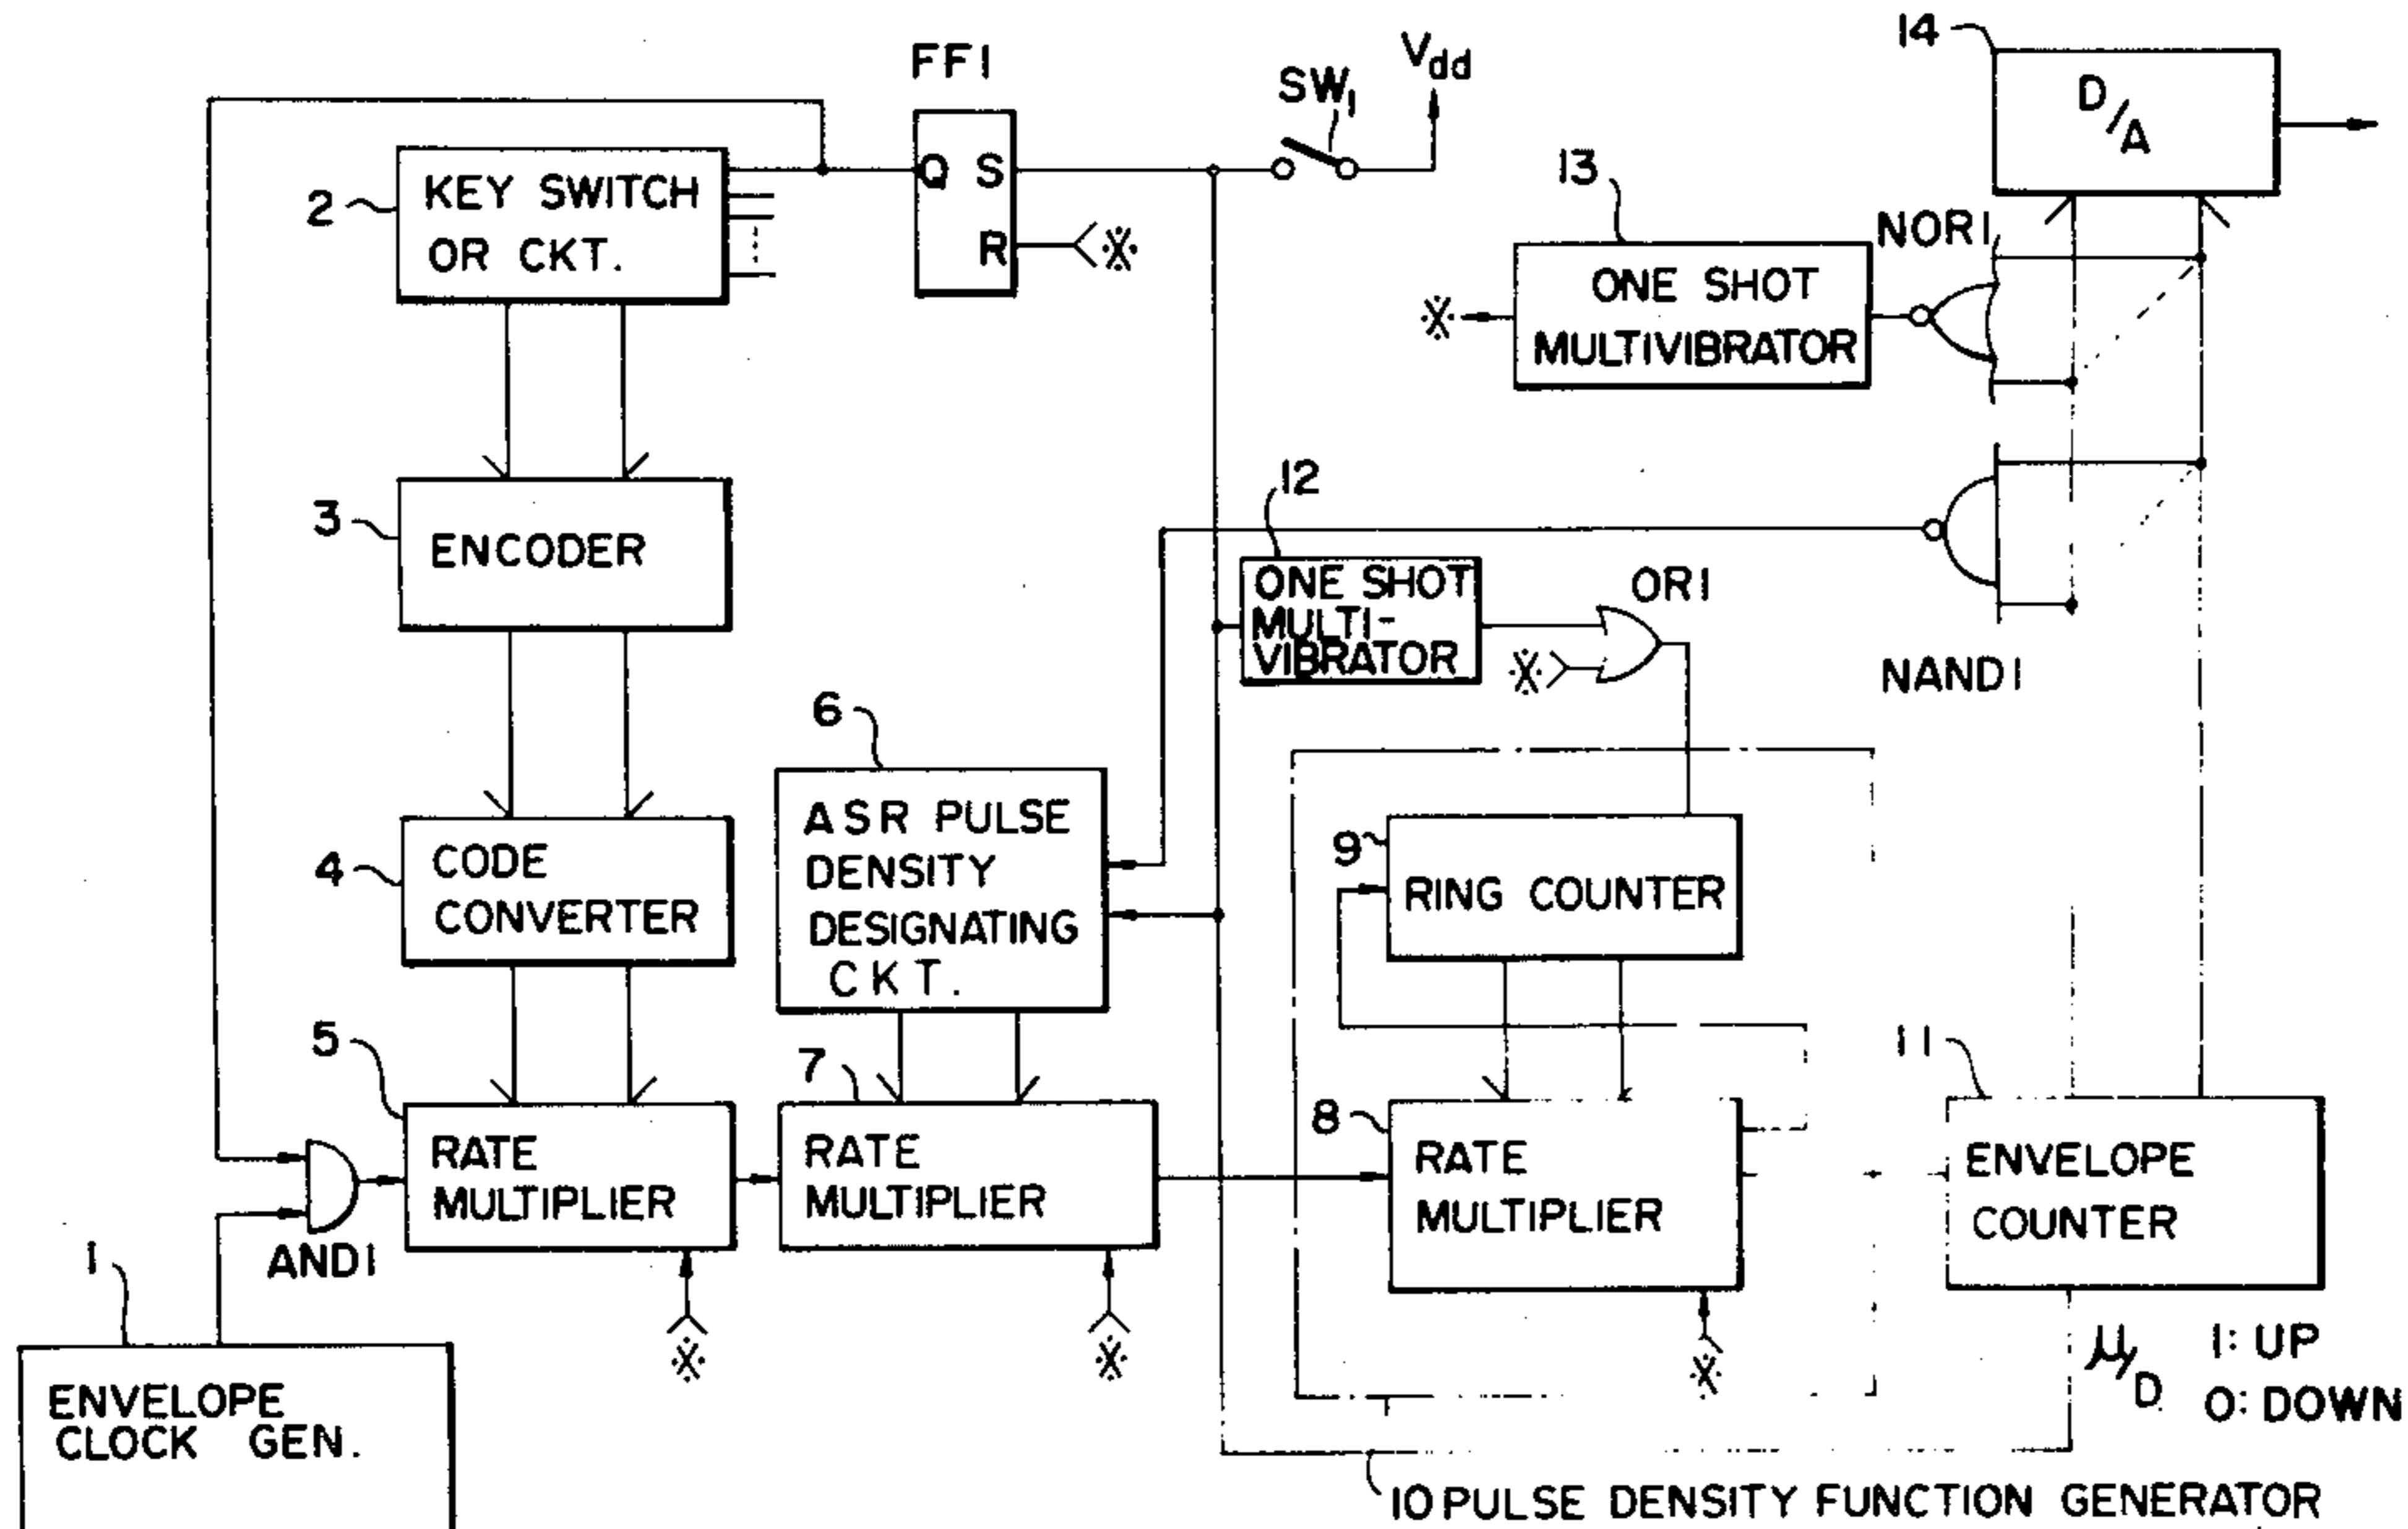 FF1
SW1
Vdd
14
D/A
2
KEY SWITCH
OR CKT.
Q S
R
※
13
NOR1
ONE SHOT
MULTIVIBRATOR
※
3
ENCODER
12
ONE SHOT
MULTI-
VIBRATOR
OR1
※
NAND1
6
ASR PULSE
DENSITY
DESIGNATING
CKT.
4
CODE
CONVERTER
9
RING COUNTER
5
RATE
MULTIPLIER
7
RATE
MULTIPLIER
8
RATE
MULTIPLIER
11
ENVELOPE
COUNTER
AND1
※
※
※
μ/D
1: UP
0: DOWN
1
ENVELOPE
CLOCK GEN.
10 PULSE DENSITY FUNCTION GENERATOR